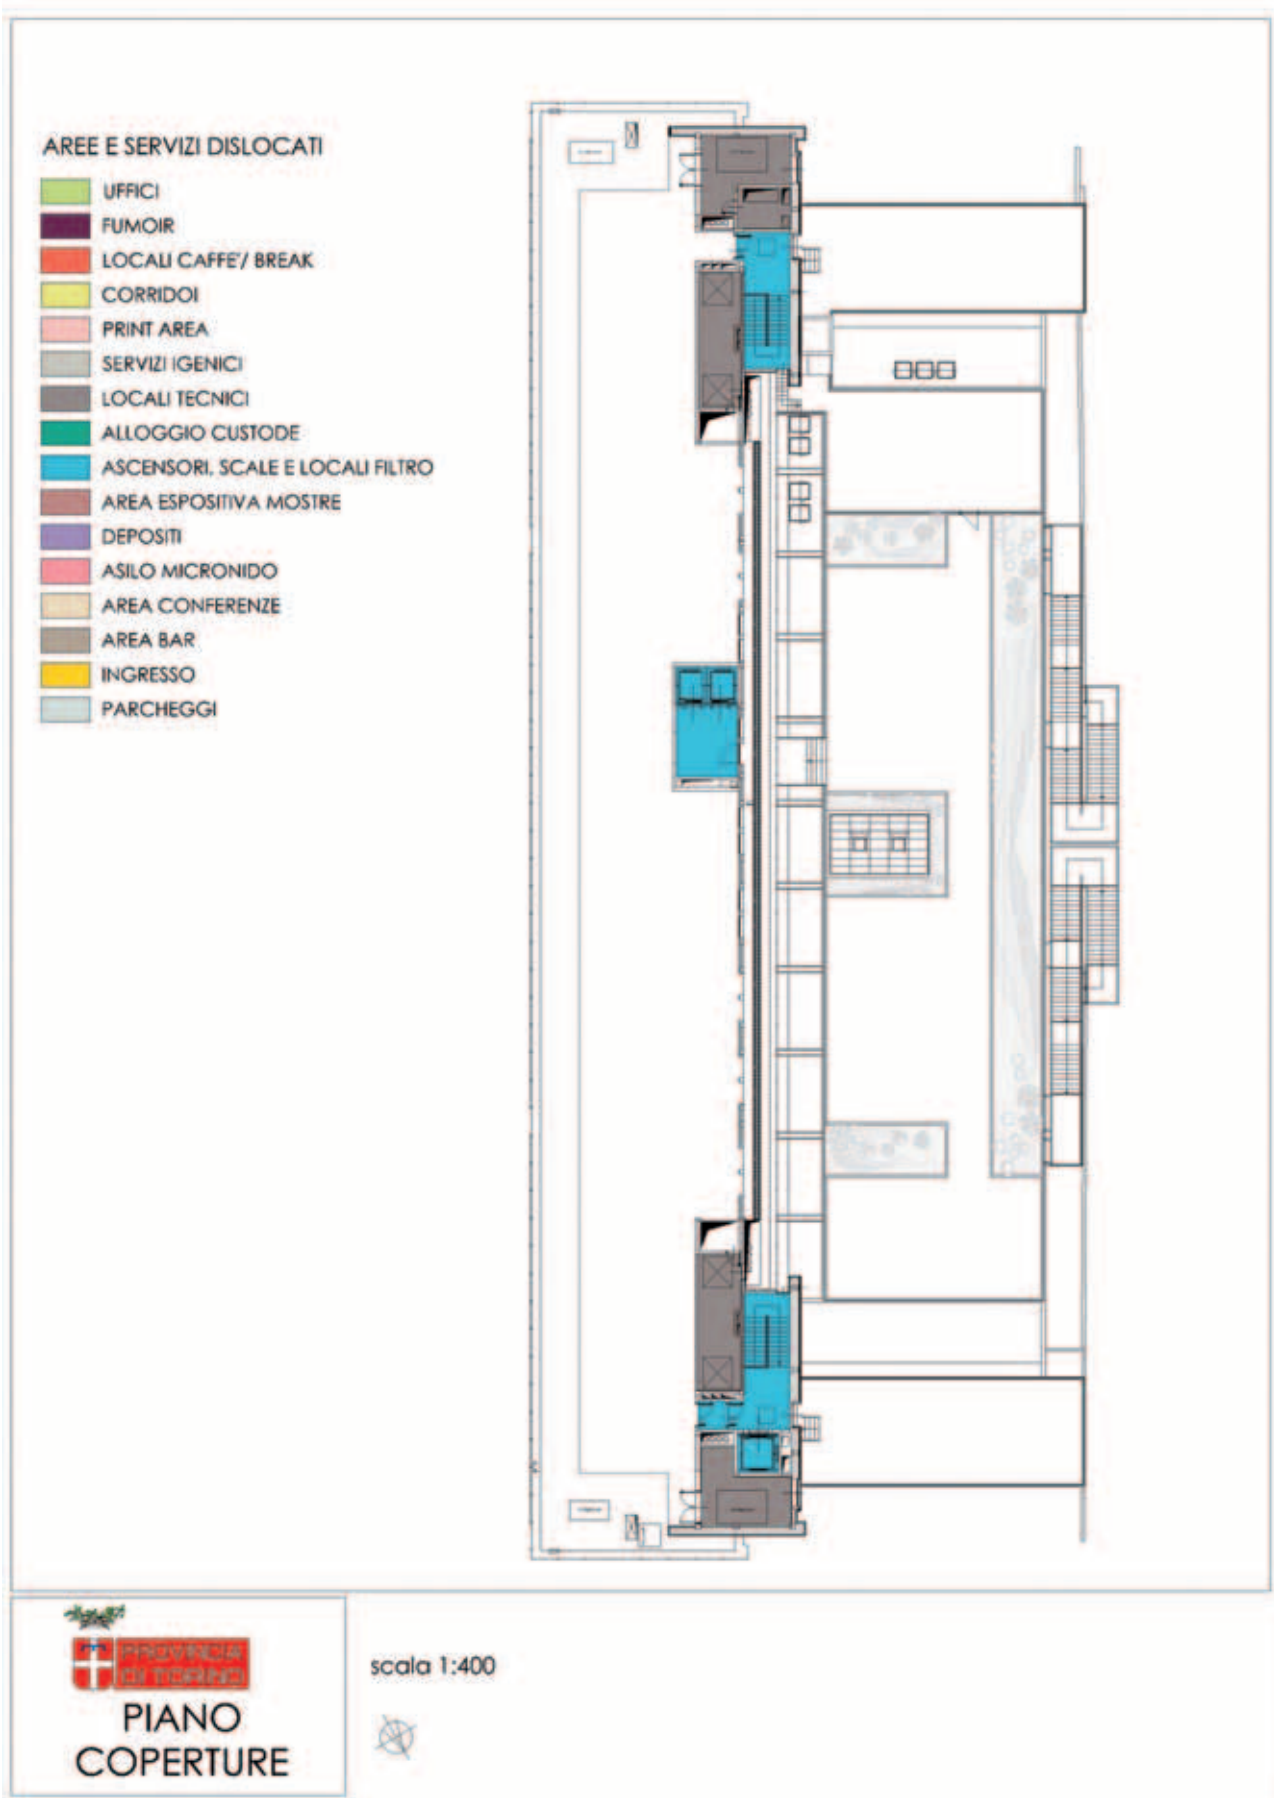 AREE E SERVIZI DISLOCATI
UFFICI
FUMOIR
LOCALI CAFFE'/ BREAK
CORRIDOI
PRINT AREA
SERVIZI IGENICI
LOCALI TECNICI
ALLOGGIO CUSTODE
ASCENSORI, SCALE E LOCALI FILTRO
AREA ESPOSITIVA MOSTRE
DEPOSITI
ASILO MICRONIDO
AREA CONFERENZE
AREA BAR
INGRESSO
PARCHEGGI
PROVINCIA
DI TORINO
PIANO
COPERTURE
scala 1:400